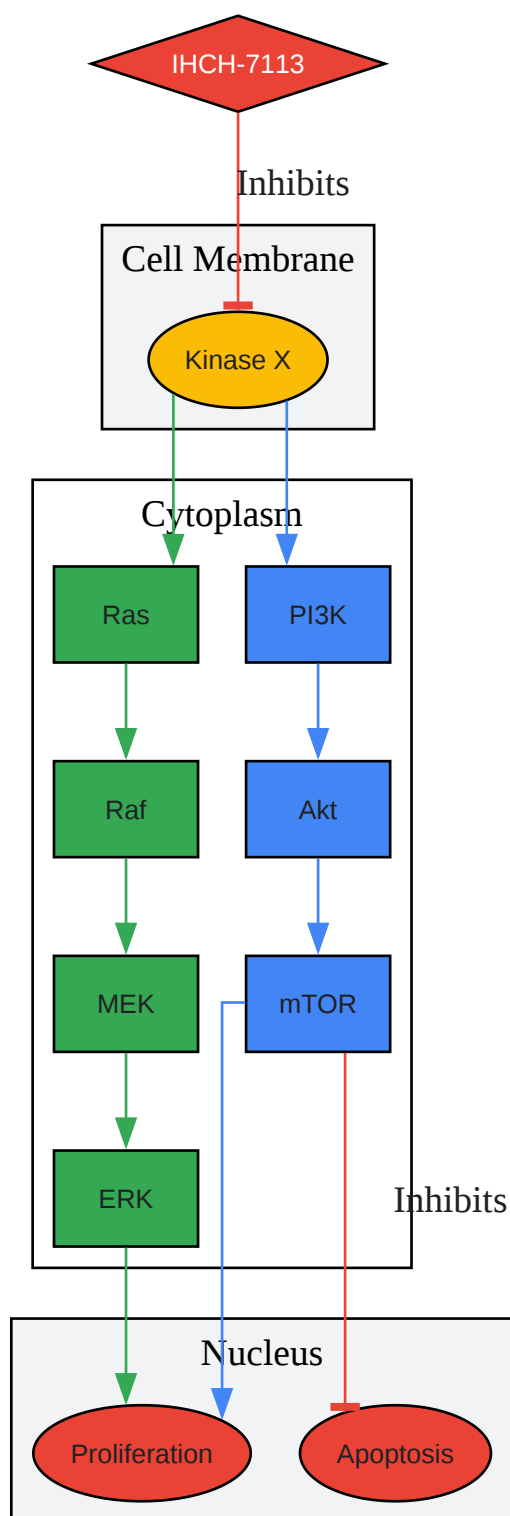 IHCH-7113
Inhibits
Cell Membrane
Kinase X
Cytoplasm
Ras
PI3K
Raf
Akt
MEK
mTOR
ERK
Inhibits
Nucleus
Proliferation
Apoptosis